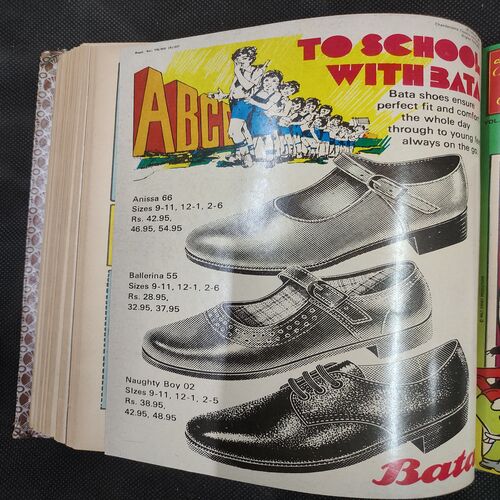 TO SCHOOL
WITH BATA
Bata shoes ensure
perfect fit and comfort
the whole day
through to young feet
always on the go.
ABCD
Anissa 66
Sizes 9-11, 12-1, 2-6
Rs. 42.95,
46.95, 54.95
Ballerina 55
Sizes 9-11, 12-1, 2-6
Rs. 28.95,
32.95, 37.95
Naughty Boy 02
Sizes 9-11, 12-1, 2-5
Rs. 38.95,
42.95, 48.95
Bata
VOL.